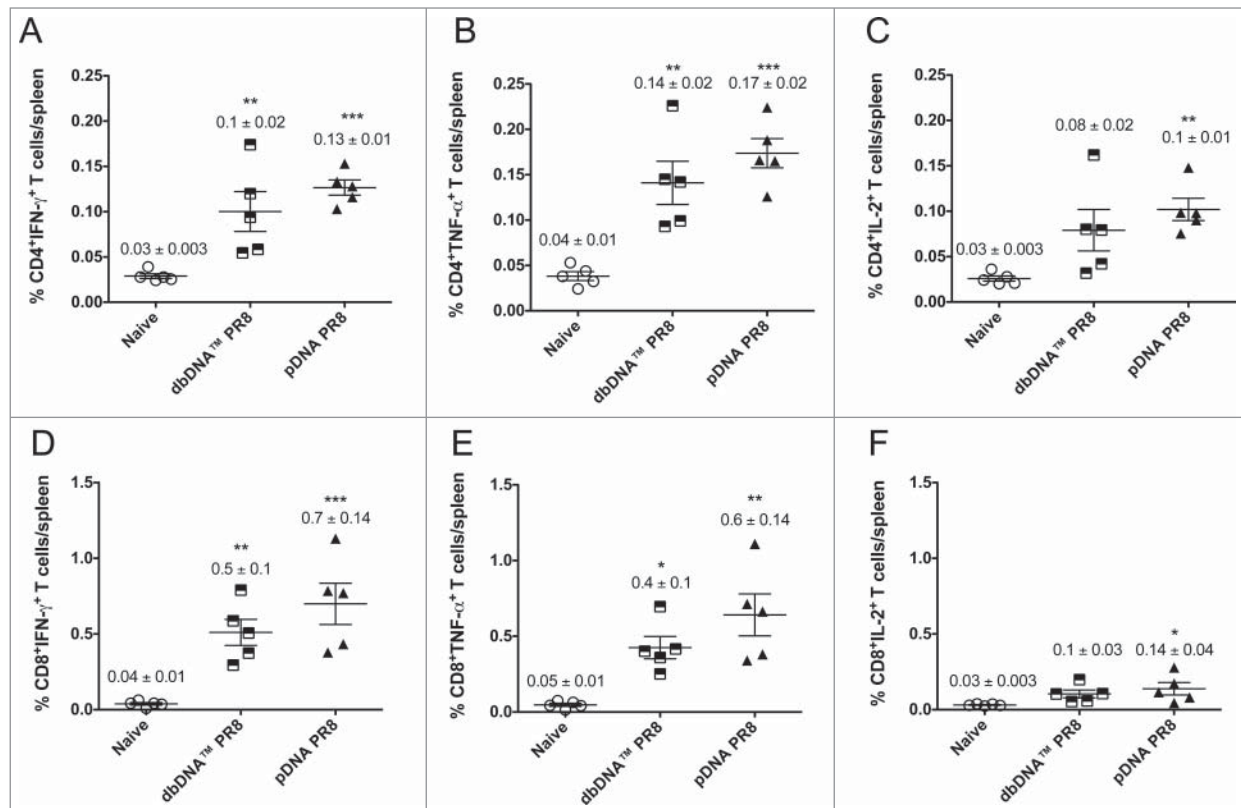 A
% CD4⁺IFN-γ⁺ T cells/spleen
0.25
0.20
0.15
0.10
0.05
0.00
**
0.1 ± 0.02
***
0.13 ± 0.01
0.03 ± 0.003
Naive
dbDNA™ PR8
pDNA PR8
B
% CD4⁺TNF-α⁺ T cells/spleen
0.25
0.20
0.15
0.10
0.05
0.00
**
0.14 ± 0.02
***
0.17 ± 0.02
0.04 ± 0.01
Naive
dbDNA™ PR8
pDNA PR8
C
% CD4⁺IL-2⁺ T cells/spleen
0.25
0.20
0.15
0.10
0.05
0.00
0.08 ± 0.02
**
0.1 ± 0.01
0.03 ± 0.003
Naive
dbDNA™ PR8
pDNA PR8
D
% CD8⁺IFN-γ⁺ T cells/spleen
1.5
1.0
0.5
0.0
***
0.7 ± 0.14
**
0.5 ± 0.1
0.04 ± 0.01
Naive
dbDNA™ PR8
pDNA PR8
E
% CD8⁺TNF-α⁺ T cells/spleen
1.5
1.0
0.5
0.0
**
0.6 ± 0.14
*
0.4 ± 0.1
0.05 ± 0.01
Naive
dbDNA™ PR8
pDNA PR8
F
% CD8⁺IL-2⁺ T cells/spleen
1.5
1.0
0.5
0.0
*
0.1 ± 0.03
0.14 ± 0.04
0.03 ± 0.003
Naive
dbDNA™ PR8
pDNA PR8